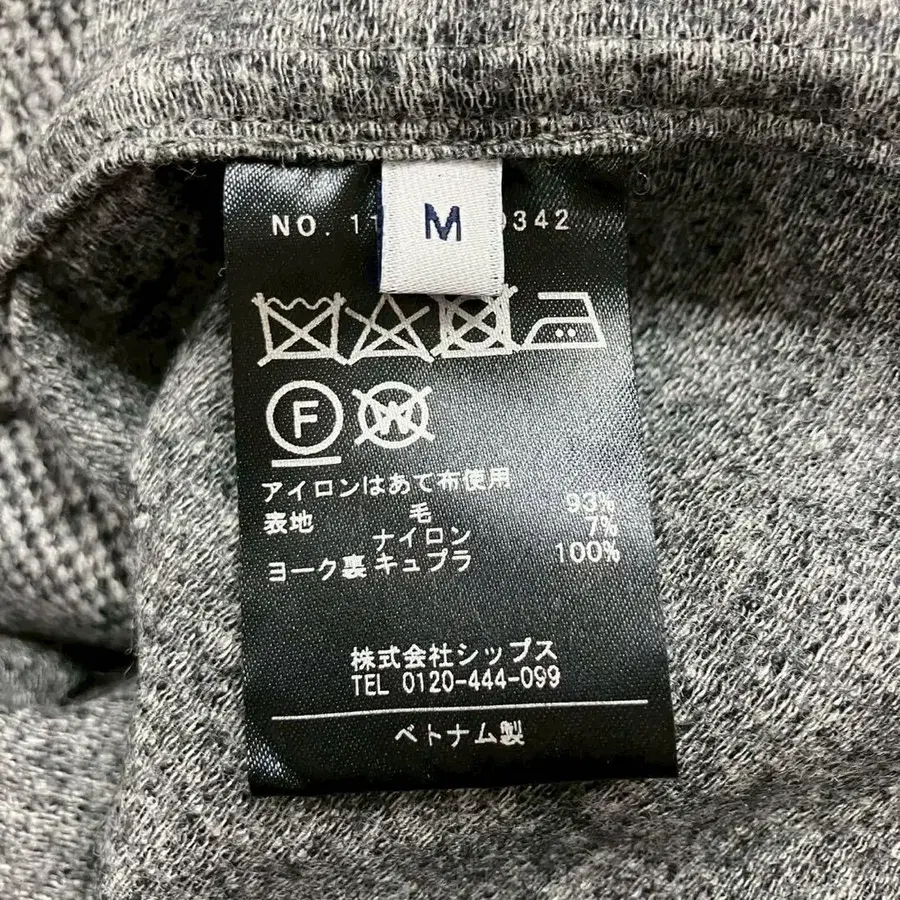 M
NO. 11 0342
F
W
アイロンはあて布使用
表地 毛 93%
ナイロン 7%
ヨーク裏 キュプラ 100%
株式会社シップス
TEL 0120-444-099
ベトナム製